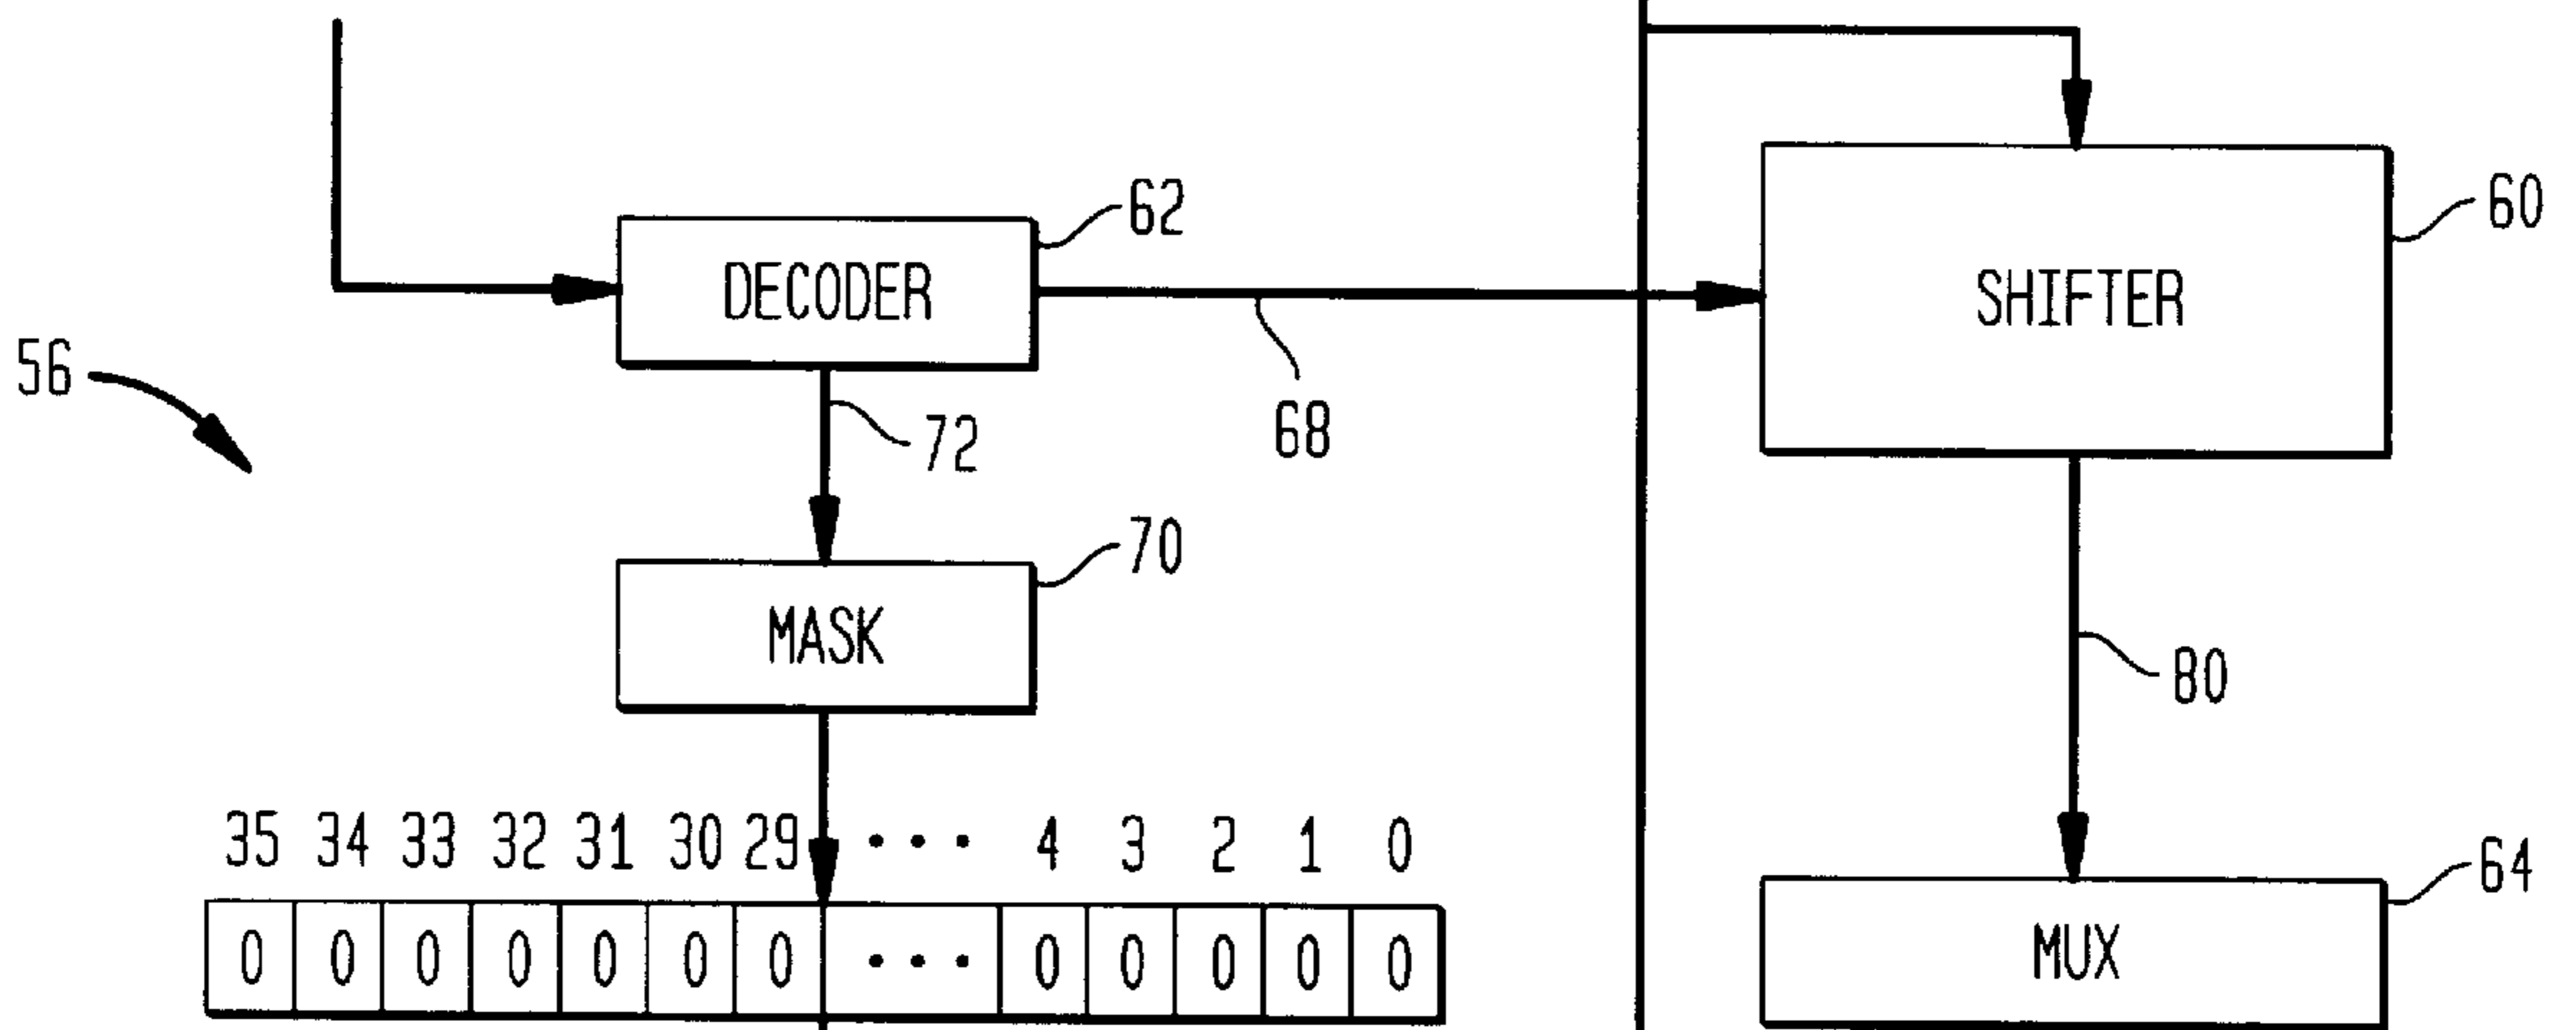 62
60
DECODER
SHIFTER
56
68
72
70
MASK
80
35 34 33 32 31 30 29 • • • 4 3 2 1 0
64
0 0 0 0 0 0 0 • • • 0 0 0 0 0
MUX